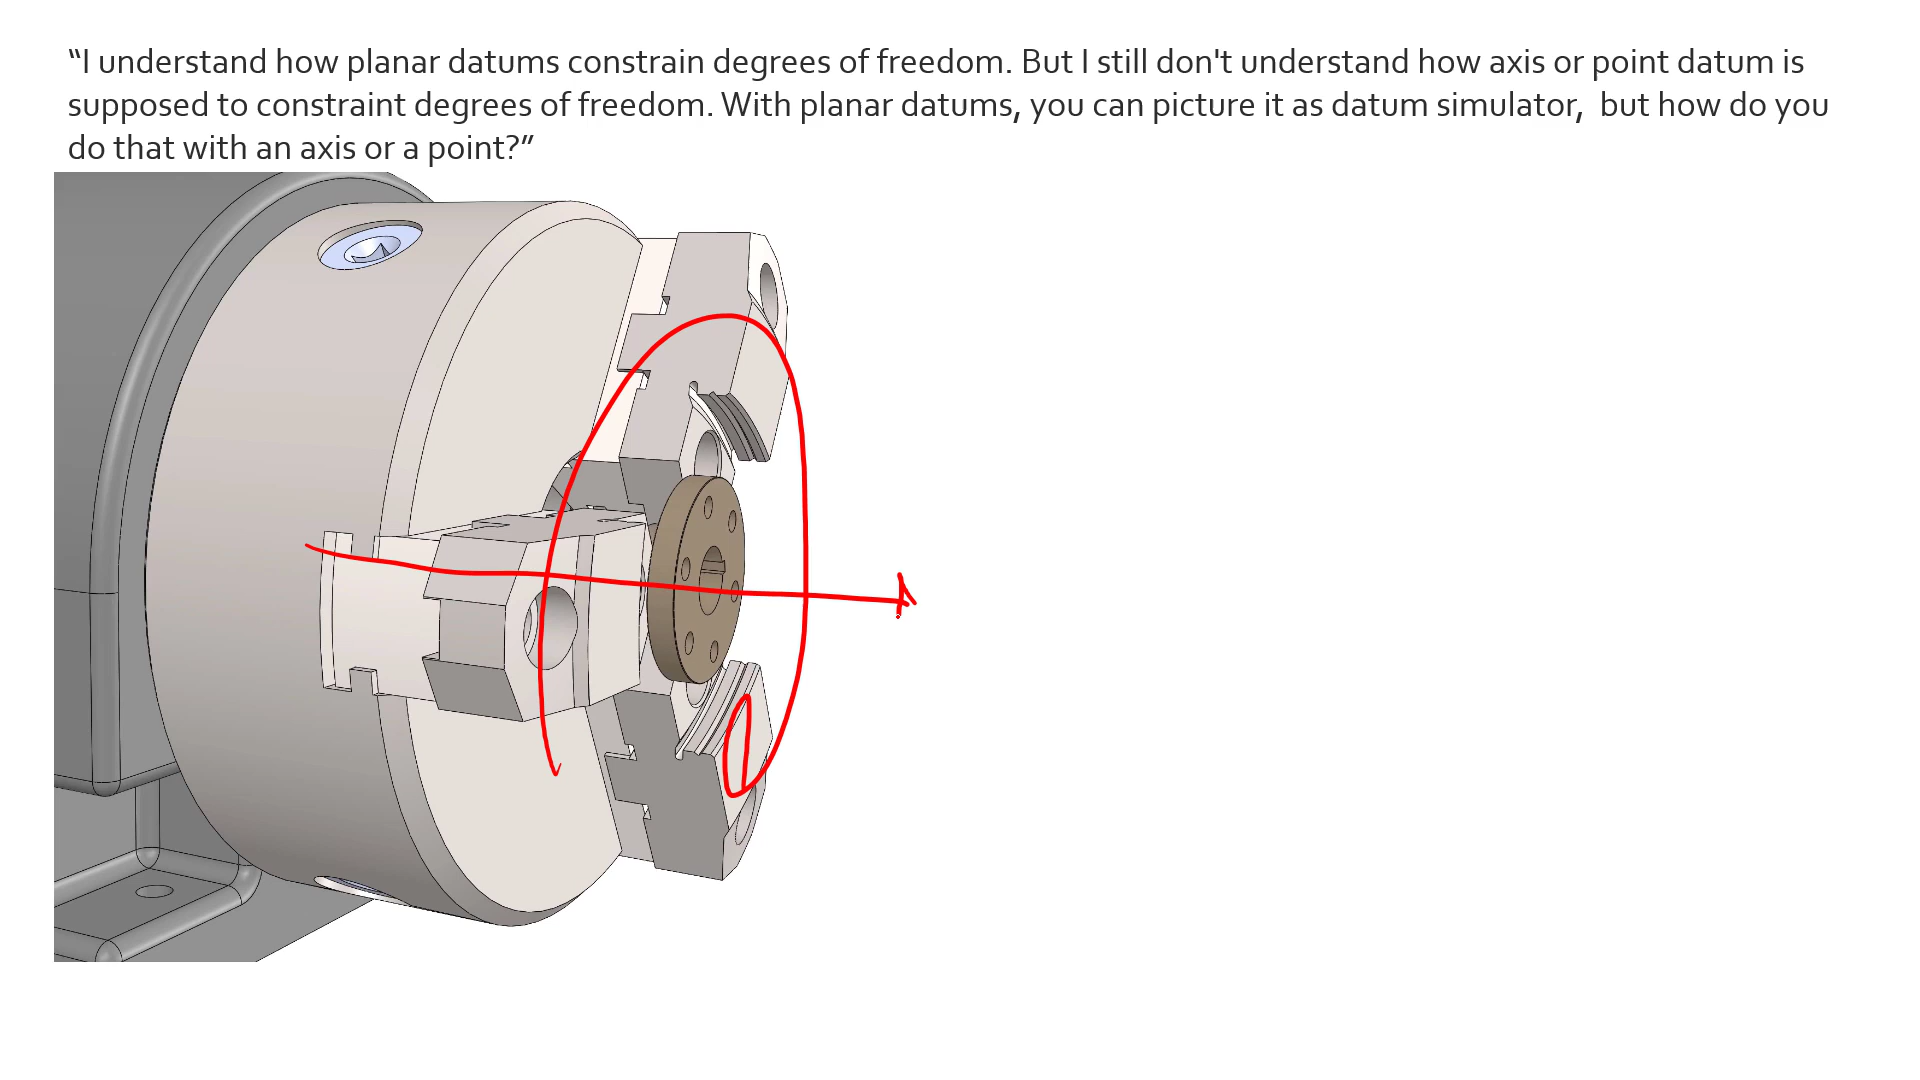 “I understand how planar datums constrain degrees of freedom. But I still don't understand how axis or point datum is
supposed to constraint degrees of freedom. With planar datums, you can picture it as datum simulator,  but how do you
do that with an axis or a point?”